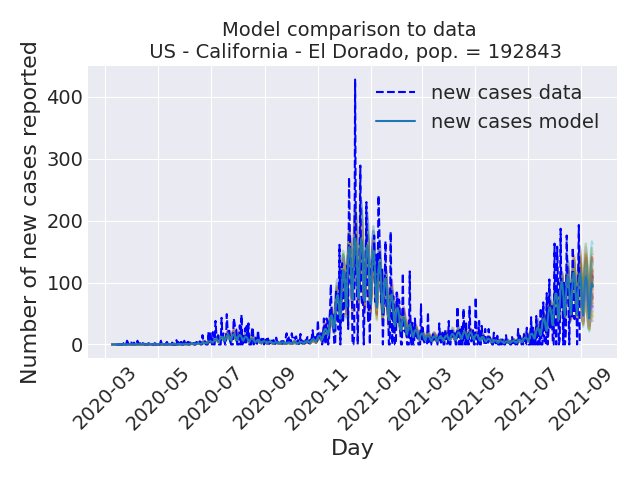 Model comparison to data
US - California - El Dorado, pop. = 192843
Number of new cases reported
400
300
200
100
0
new cases data
new cases model
2020-03
2020-05
2020-07
2020-09
2020-11
2021-01
2021-03
2021-05
2021-07
2021-09
Day